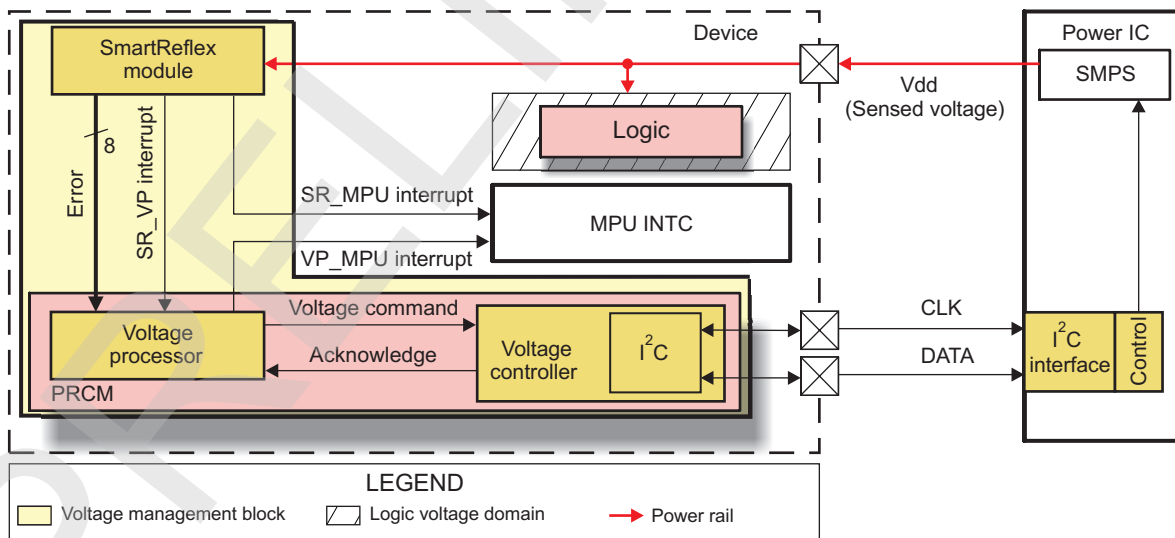 SmartReflex
module
Device
Power IC
SMPS
Vdd
(Sensed voltage)
Logic
8
Error
SR_VP interrupt
SR_MPU interrupt
MPU INTC
VP_MPU interrupt
Voltage
processor
Voltage command
Acknowledge
Voltage
controller
I²C
CLK
DATA
I²C
interface
Control
PRCM
LEGEND
Voltage management block
Logic voltage domain
Power rail